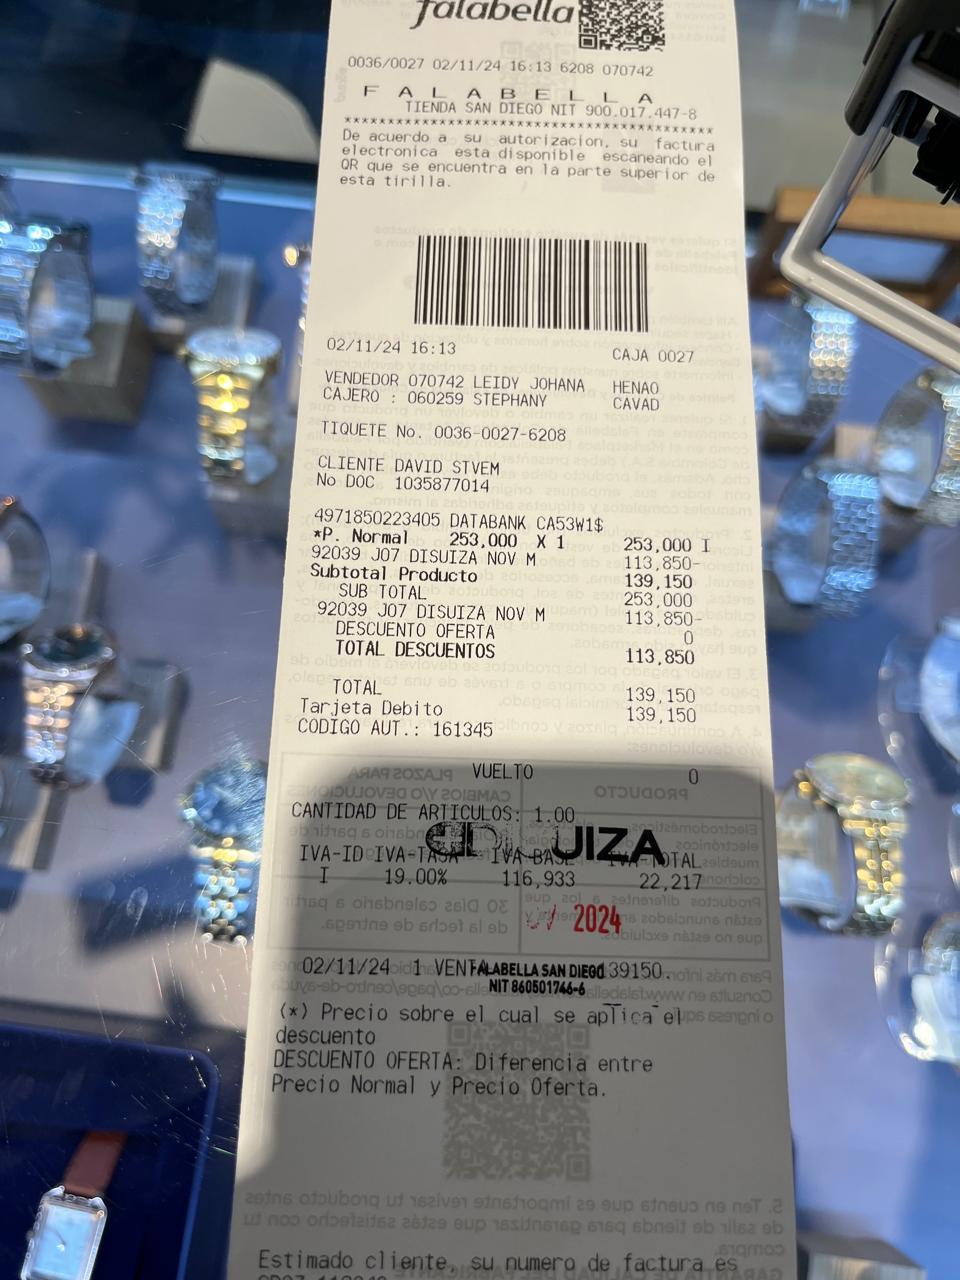 falabella
0036/0027 02/11/24 16:13 6208 070742
F A L A B E L L A
TIENDA SAN DIEGO NIT 900.017.447-8
****************************************
De acuerdo a su autorizacion, su factura
electronica esta disponible escaneando el
QR que se encuentra en la parte superior de
esta tirilla.
02/11/24 16:13 CAJA 0027
VENDEDOR 070742 LEIDY JOHANA HENAO
CAJERO : 060259 STEPHANY CAVAD
TIQUETE No. 0036-0027-6208
CLIENTE DAVID STVEM
No DOC 1035877014
4971850223405 DATABANK CA53W1$
*P. Normal 253,000 X 1 253,000 I
92039 J07 DISUIZA NOV M 113,850-
Subtotal Producto 139,150
SUB TOTAL 253,000
92039 J07 DISUIZA NOV M 113,850-
DESCUENTO OFERTA 0
TOTAL DESCUENTOS 113,850
TOTAL 139,150
Tarjeta Debito 139,150
CODIGO AUT.: 161345
VUELTO 0
CANTIDAD DE ARTICULOS: 1.00
UIZA
IVA-ID IVA-TASA IVA-BASE IVA-TOTAL
I 19.00% 116,933 22,217
2024
02/11/24 1 VENTA 139150.
FALABELLA SAN DIEGO
NIT 860501746-6
(*) Precio sobre el cual se aplica el
descuento
DESCUENTO OFERTA: Diferencia entre
Precio Normal y Precio Oferta.
Estimado cliente, su numero de factura es